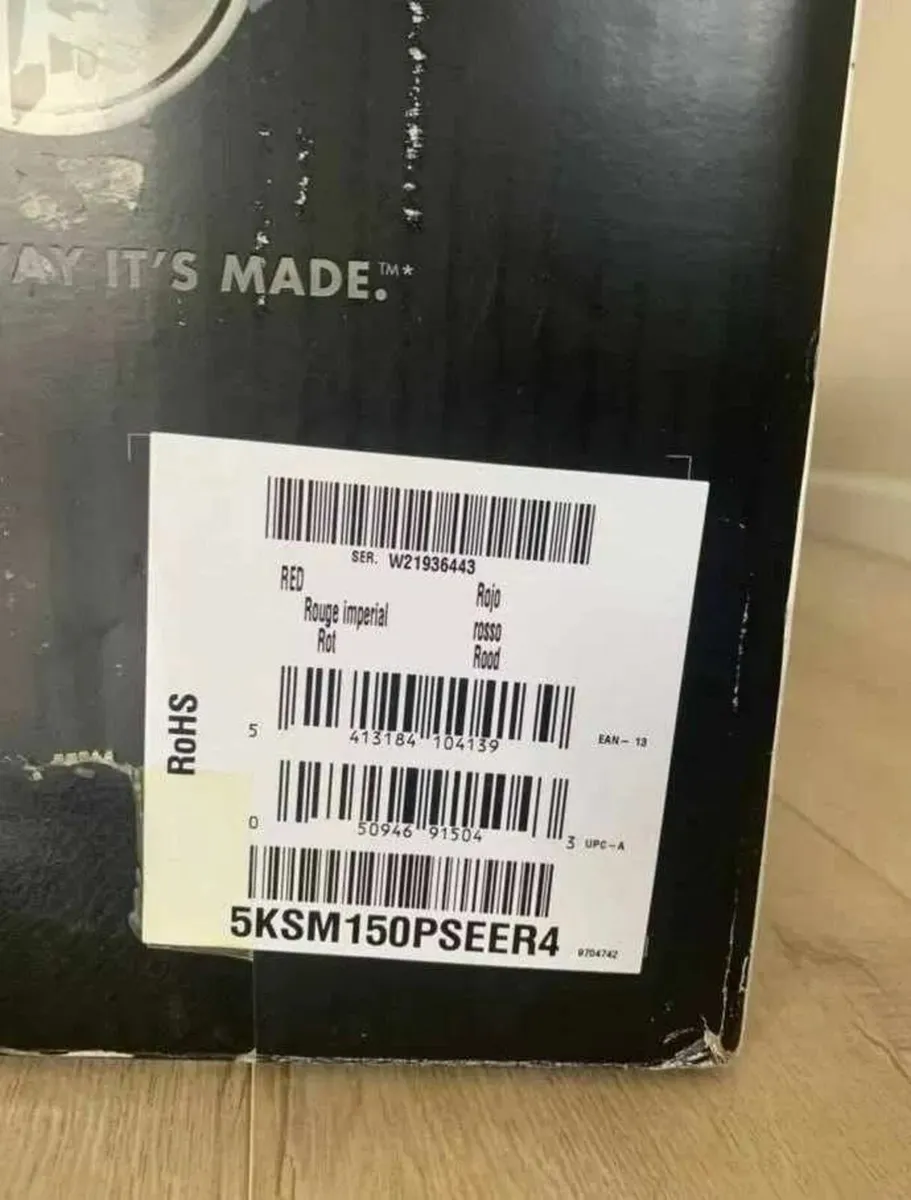 AY IT'S MADE.™*
SER. W21936443
RED
Rojo
Rouge imperial
rosso
Rot
Rood
RoHS
5 413184 104139 EAN-13
0 50946 91504 3 UPC-A
5KSM150PSEER4 9704742